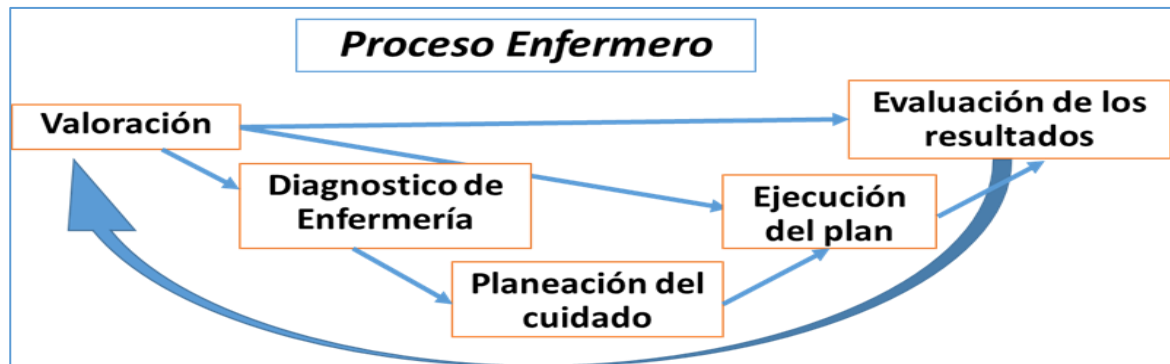 Proceso Enfermero
Valoración
Evaluación de los
resultados
Diagnostico de
Enfermería
Ejecución
del plan
Planeación del
cuidado